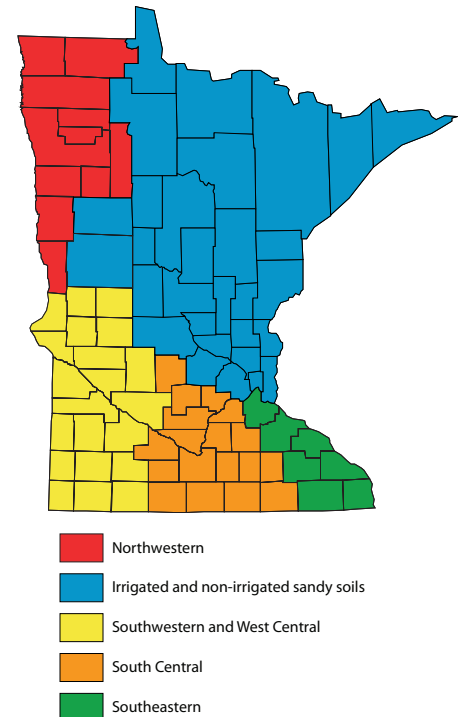 Northwestern
Irrigated and non-irrigated sandy soils
Southwestern and West Central
South Central
Southeastern